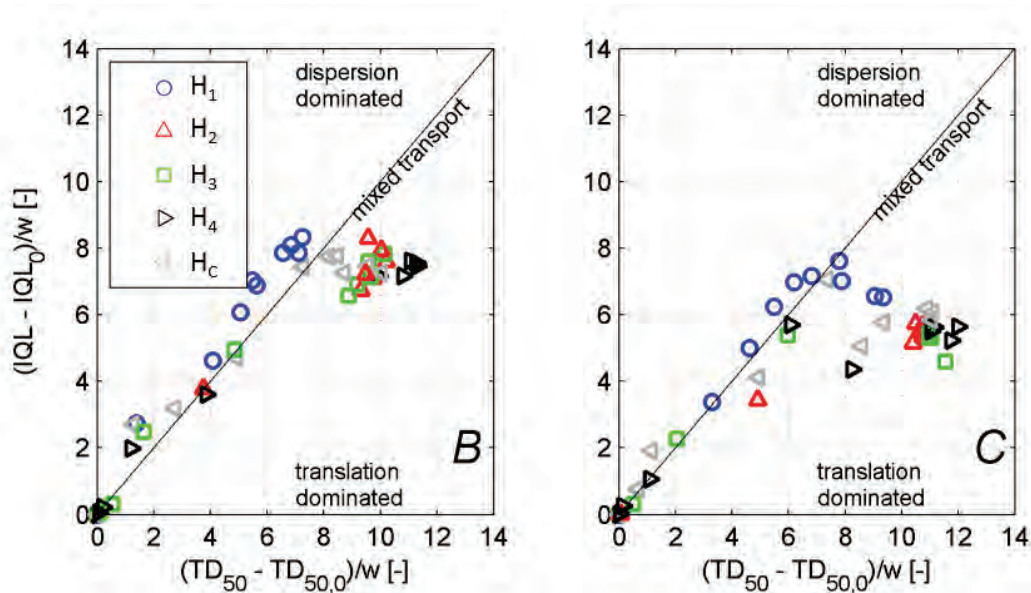 14
12
10
8
6
4
2
0
(IQL - IQL₀)/w [-]
H₁
H₂
H₃
H₄
H_C
dispersion
dominated
mixed transport
translation
dominated
B
0 2 4 6 8 10 12 14
(TD₅₀ - TD₅₀,₀)/w [-]
14
12
10
8
6
4
2
0
dispersion
dominated
mixed transport
translation
dominated
C
0 2 4 6 8 10 12 14
(TD₅₀ - TD₅₀,₀)/w [-]